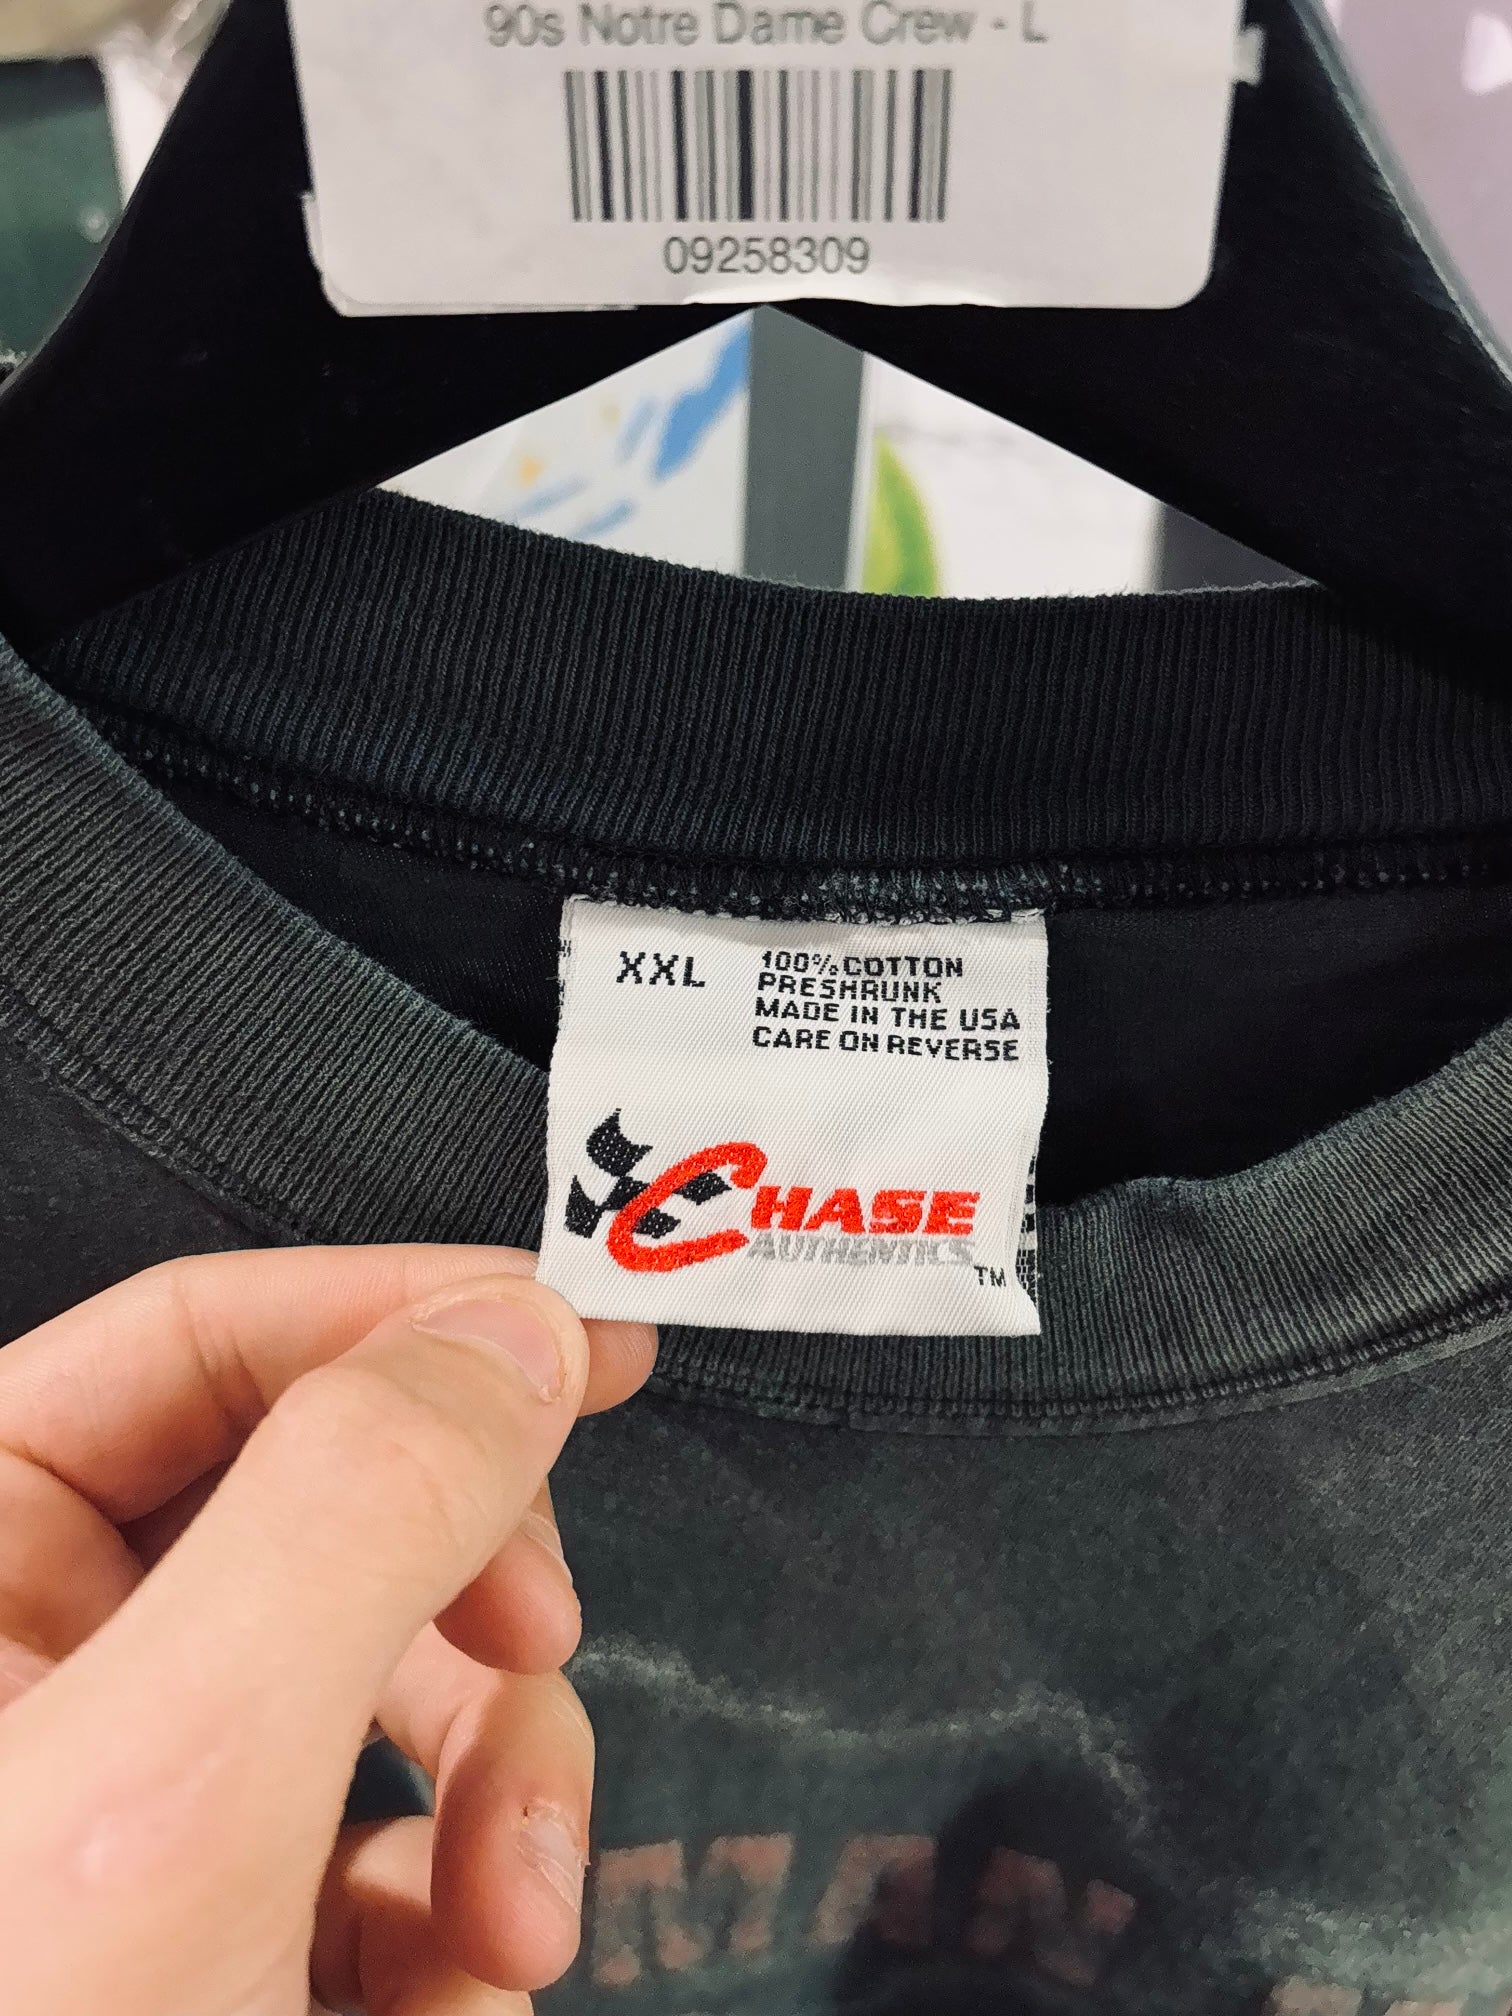 90s Notre Dame Crew - L
09258309
XXL
100% COTTON
PRESHRUNK
MADE IN THE USA
CARE ON REVERSE
CHASE
AUTHENTICS
TM